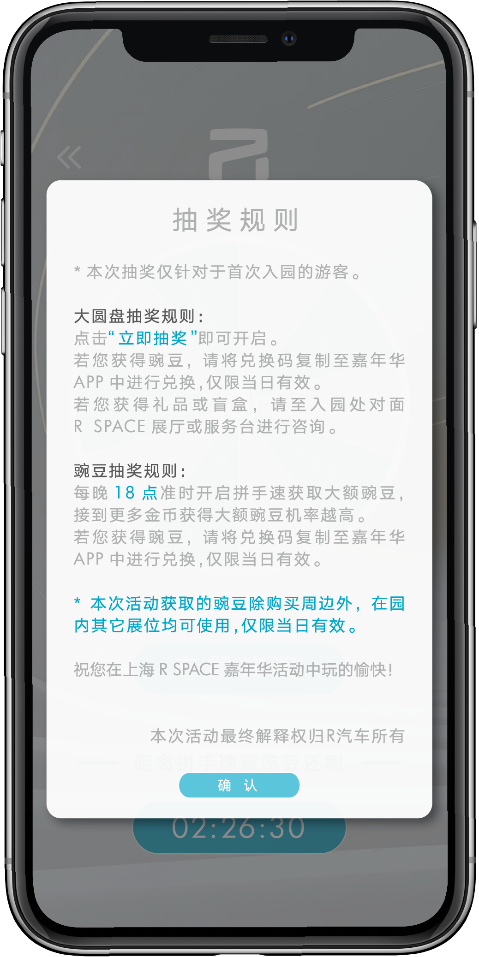 抽奖规则
* 本次抽奖仅针对于首次入园的游客。
大圆盘抽奖规则：
点击“立即抽奖”即可开启。
若您获得豌豆，请将兑换码复制至嘉年华
APP 中进行兑换,仅限当日有效。
若您获得礼品或盲盒，请至入园处对面
R SPACE 展厅或服务台进行咨询。
豌豆抽奖规则：
每晚 18 点准时开启拼手速获取大额豌豆，
接到更多金币获得大额豌豆机率越高。
若您获得豌豆，请将兑换码复制至嘉年华
APP 中进行兑换,仅限当日有效。
* 本次活动获取的豌豆除购买周边外，在园
内其它展位均可使用,仅限当日有效。
祝您在上海 R SPACE 嘉年华活动中玩的愉快!
本次活动最终解释权归R汽车所有
确 认
02:26:30